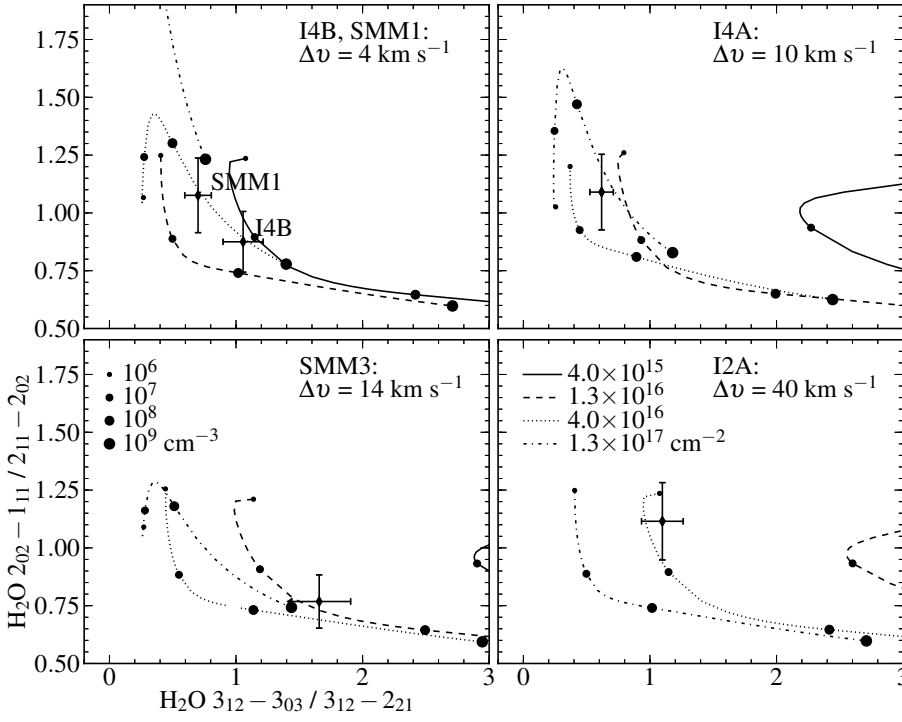 I4B, SMM1:
Δυ = 4 km s⁻¹
1.75
1.50
1.25
1.00
0.75
0.50
SMM1
I4B
I4A:
Δυ = 10 km s⁻¹
SMM3:
Δυ = 14 km s⁻¹
10⁶
10⁷
10⁸
10⁹ cm⁻³
1.75
1.50
1.25
1.00
0.75
0.50
0 1 2 3
I2A:
Δυ = 40 km s⁻¹
4.0×10¹⁵
1.3×10¹⁶
4.0×10¹⁶
1.3×10¹⁷ cm⁻²
0 1 2 3
H₂O 2₀₂−1₁₁ / 2₁₁−2₀₂
H₂O 3₁₂−3₀₃ / 3₁₂−2₂₁